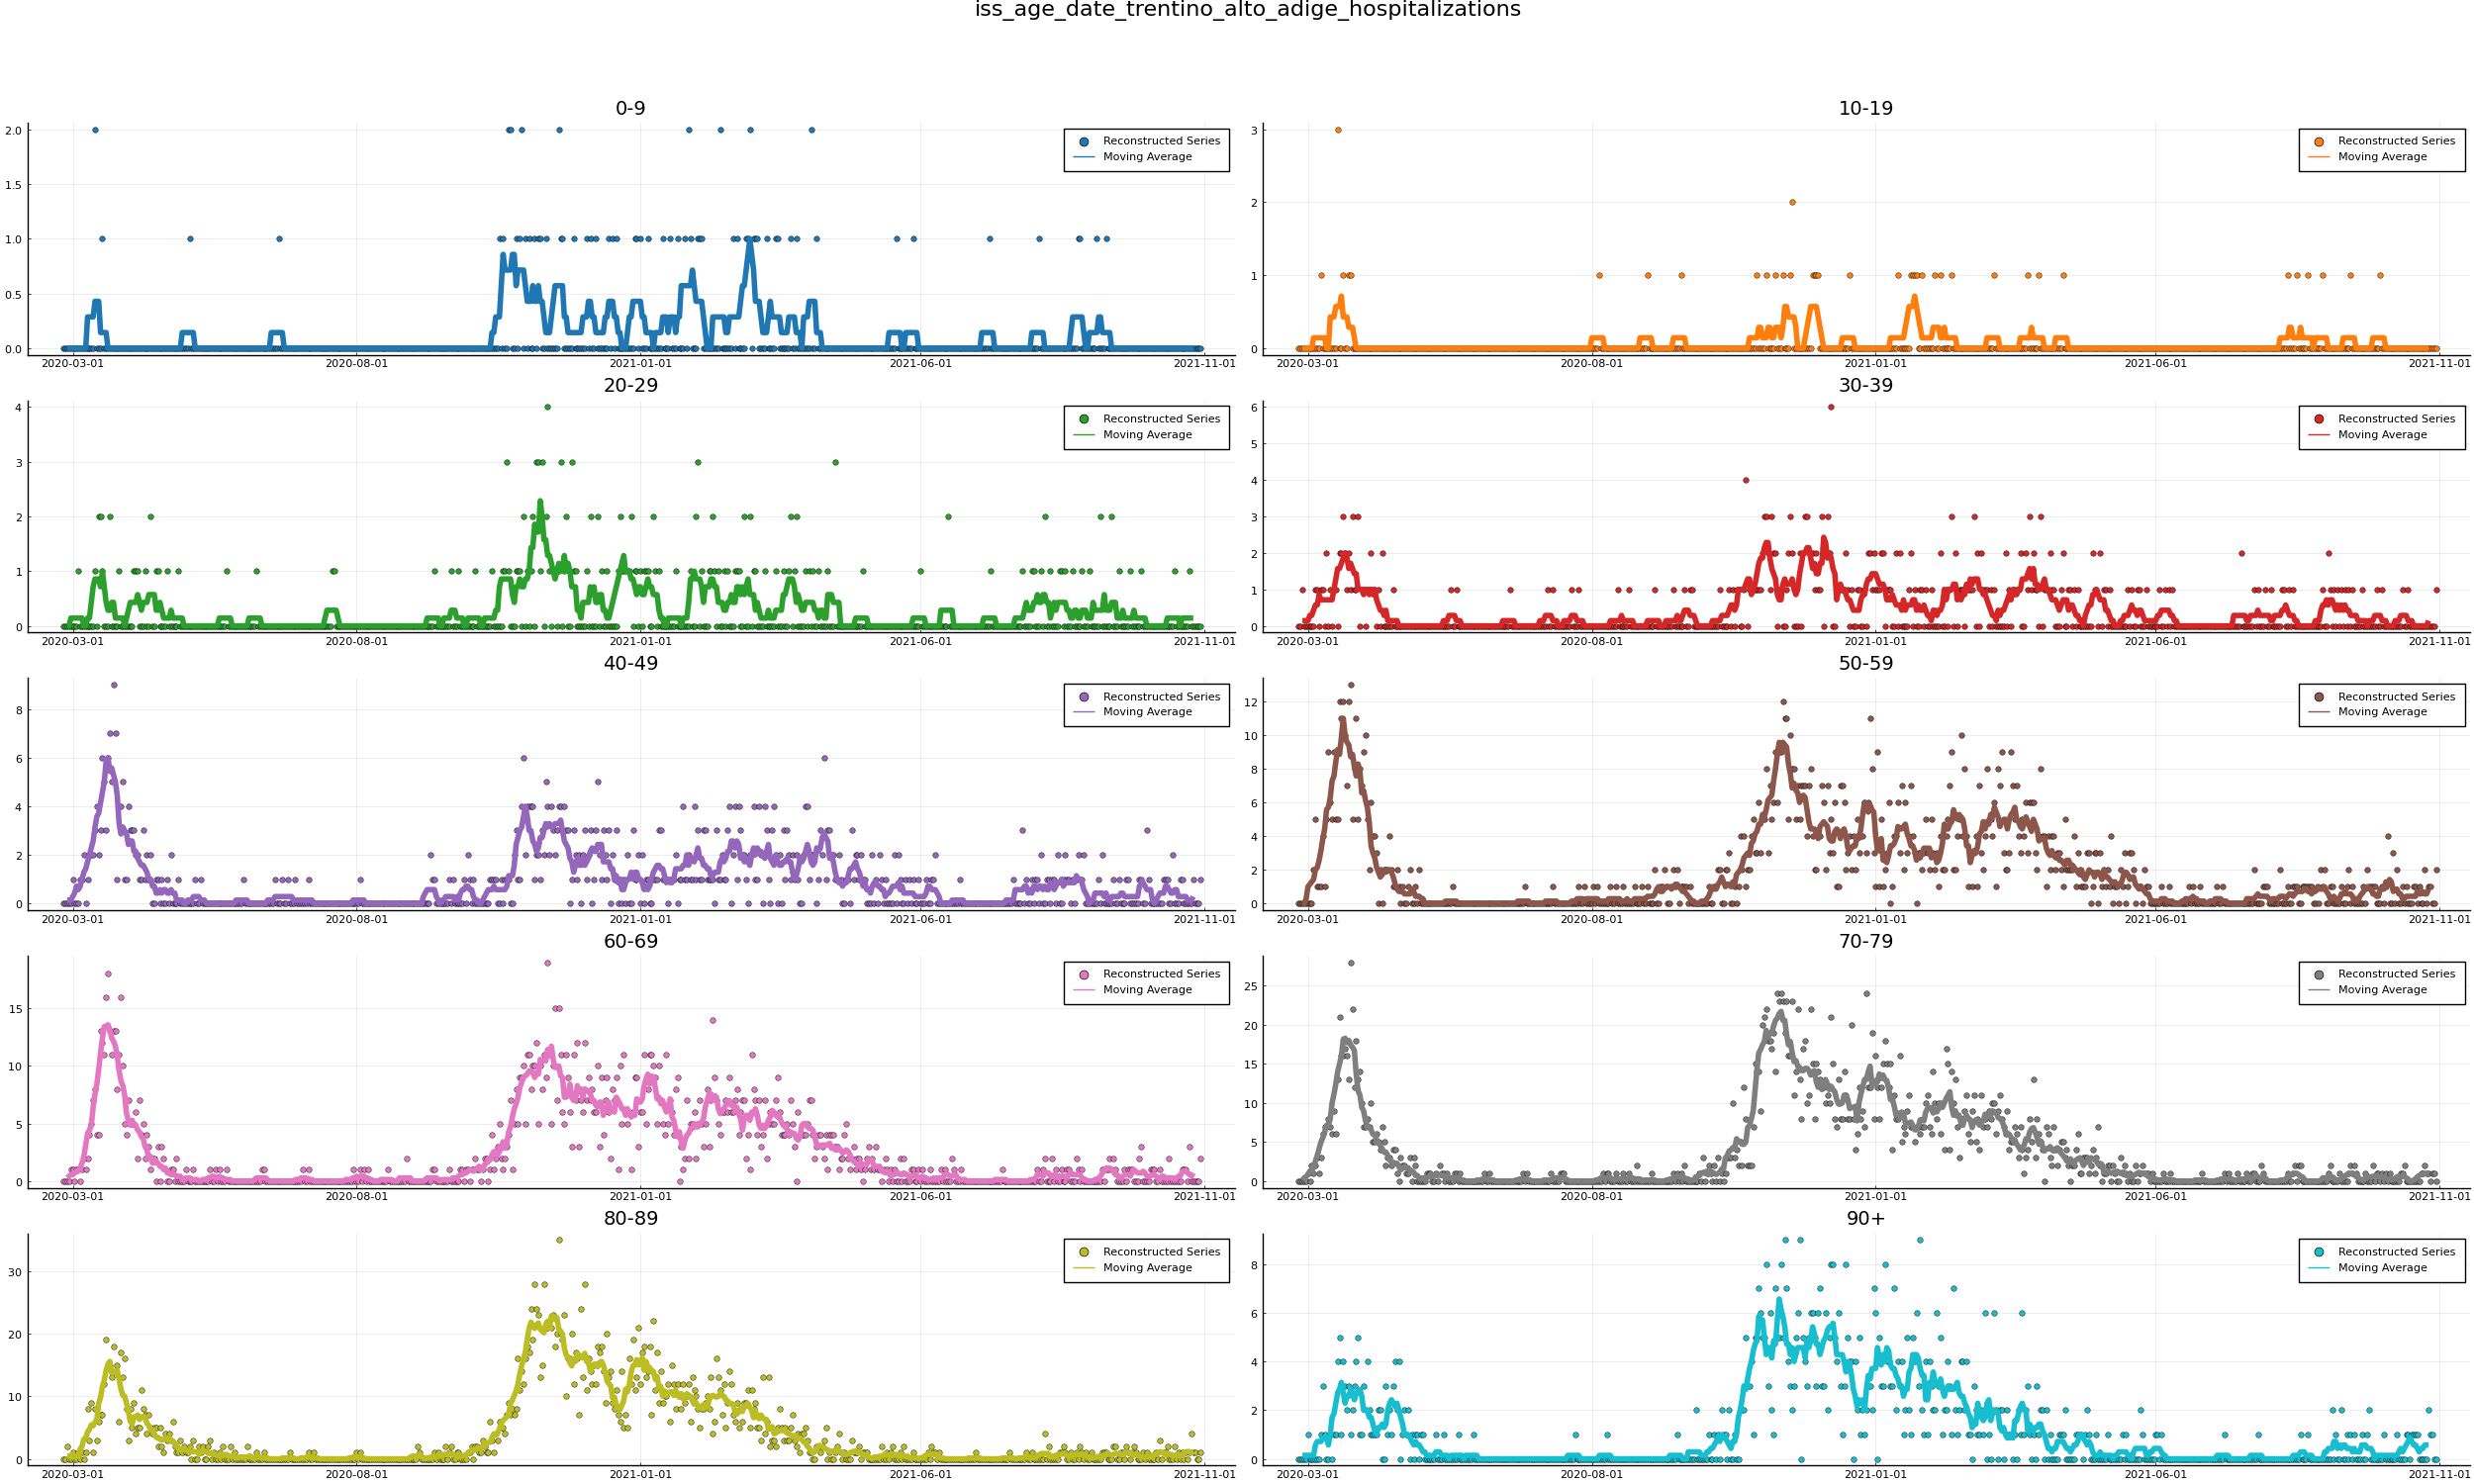 iss_age_date_trentino_alto_adige_hospitalizations
0-9
2.0
1.5
1.0
0.5
0.0
Reconstructed Series
Moving Average
2020-03-01 2020-08-01 2021-01-01 2021-06-01 2021-11-01
10-19
3
2
1
0
Reconstructed Series
Moving Average
2020-03-01 2020-08-01 2021-01-01 2021-06-01 2021-11-01
20-29
4
3
2
1
0
Reconstructed Series
Moving Average
2020-03-01 2020-08-01 2021-01-01 2021-06-01 2021-11-01
30-39
6
5
4
3
2
1
0
Reconstructed Series
Moving Average
2020-03-01 2020-08-01 2021-01-01 2021-06-01 2021-11-01
40-49
8
6
4
2
0
Reconstructed Series
Moving Average
2020-03-01 2020-08-01 2021-01-01 2021-06-01 2021-11-01
50-59
12
10
8
6
4
2
0
Reconstructed Series
Moving Average
2020-03-01 2020-08-01 2021-01-01 2021-06-01 2021-11-01
60-69
15
10
5
0
Reconstructed Series
Moving Average
2020-03-01 2020-08-01 2021-01-01 2021-06-01 2021-11-01
70-79
25
20
15
10
5
0
Reconstructed Series
Moving Average
2020-03-01 2020-08-01 2021-01-01 2021-06-01 2021-11-01
80-89
30
20
10
0
Reconstructed Series
Moving Average
2020-03-01 2020-08-01 2021-01-01 2021-06-01 2021-11-01
90+
8
6
4
2
0
Reconstructed Series
Moving Average
2020-03-01 2020-08-01 2021-01-01 2021-06-01 2021-11-01